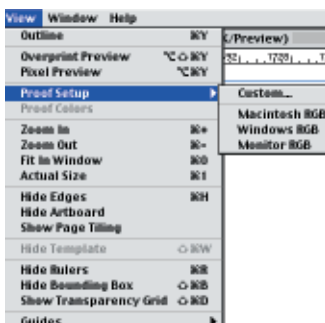 View Window Help
Outline ⌘Y
/Preview)
Overprint Preview ⌥⇧⌘Y
Pixel Preview ⌥⌘Y
Proof Setup
Proof Colors
Custom...
Macintosh RGB
Windows RGB
Monitor RGB
Zoom In ⌘+
Zoom Out ⌘-
Fit In Window ⌘0
Actual Size ⌘1
Hide Edges ⌘H
Hide Artboard
Show Page Tiling
Hide Template ⇧⌘W
Hide Rulers ⌘R
Hide Bounding Box ⇧⌘B
Show Transparency Grid ⇧⌘D
Guides